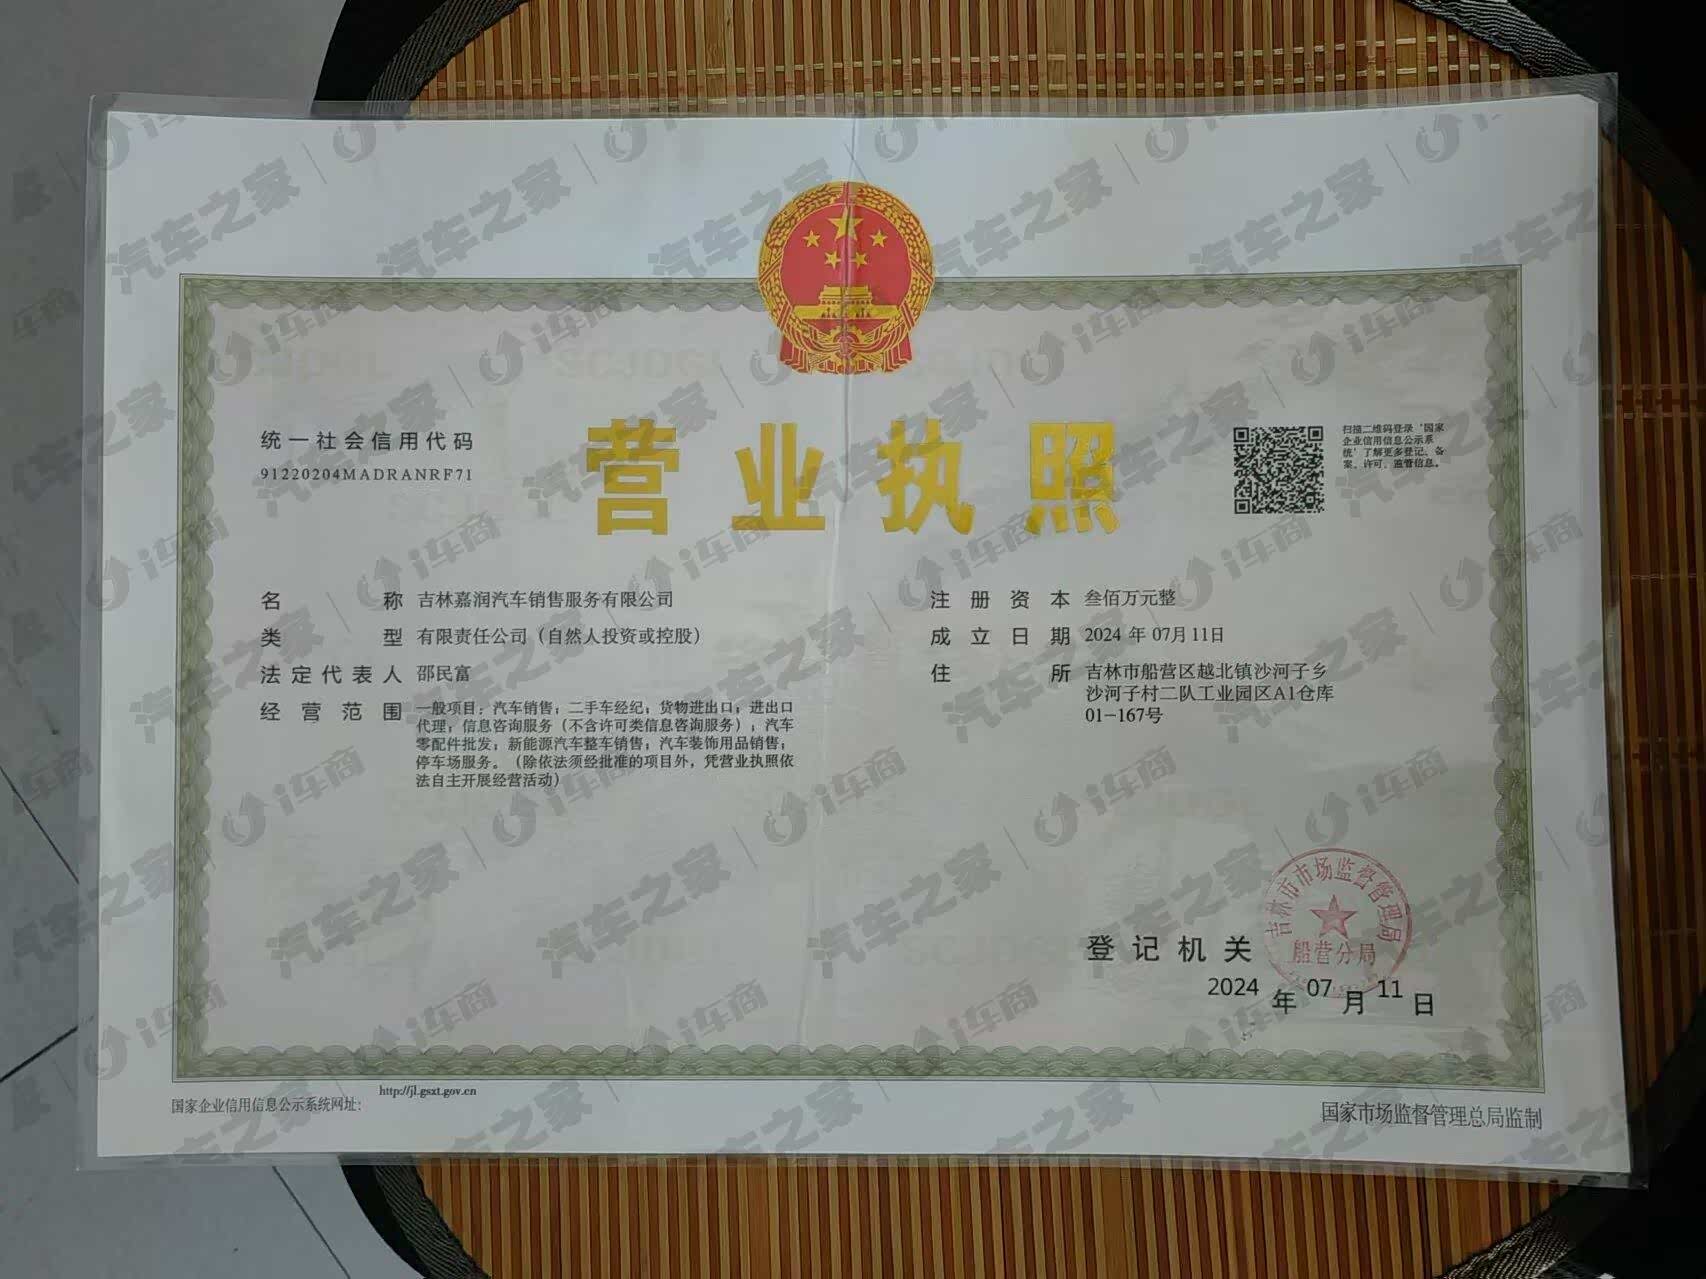 营业执照
统一社会信用代码
91220204MADRANRF71
扫描二维码登录‘国家
企业信用信息公示系
统’了解更多登记、备
案、许可、监管信息。
名称 吉林嘉润汽车销售服务有限公司
类型 有限责任公司（自然人投资或控股）
法定代表人 邵民富
经营范围 一般项目：汽车销售；二手车经纪；货物进出口；进出口
代理；信息咨询服务（不含许可类信息咨询服务）；汽车
零配件批发；新能源汽车整车销售；汽车装饰用品销售；
停车场服务。（除依法须经批准的项目外，凭营业执照依
法自主开展经营活动）
注册资本 叁佰万元整
成立日期 2024 年 07月 11日
住所 吉林市船营区越北镇沙河子乡
沙河子村二队工业园区A1仓库
01-167号
吉林市市场监督管理局
船营分局
登记机关
2024 年 07 月 11 日
国家企业信用信息公示系统网址：
http://jl.gsxt.gov.cn
国家市场监督管理总局监制
汽车之家 | i车商